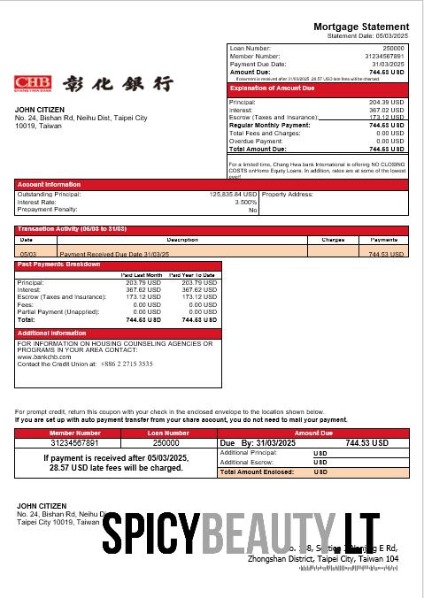 Mortgage Statement
Statement Date: 05/03/2025
Loan Number: 250000
Member Number: 31234567891
Payment Due Date: 31/03/2025
Amount Due: 744.53 USD
If payment is received after 31/03/2025, 28.57 USD late fees will be charged.
CHB 彰化銀行
JOHN CITIZEN
No. 24, Bishan Rd, Neihu Dist, Taipei City
10019, Taiwan
Explanation of Amount Due
Principal: 204.39 USD
Interest: 367.02 USD
Escrow (Taxes and Insurance): 173.12 USD
Regular Monthly Payment: 744.53 USD
Total Fees and Charges: 0.00 USD
Overdue Payment: 0.00 USD
Total Amount Due: 744.53 USD
For a limited time, Chang Hwa bank International is offering NO CLOSING
COSTS onHome Equity Loans. In addition, rates are at some of the lowest
Account Information
Outstanding Principal: 125,835.64 USD
Interest Rate: 3.500%
Prepayment Penalty: No
Property Address:
Transaction Activity (06/03 to 31/03)
Date Description Charges Payments
05/03 Payment Received Due Date 31/03/25 744.53 USD
Past Payments Breakdown
Paid Last Month Paid Year To Date
Principal: 203.79 USD 203.79 USD
Interest: 367.62 USD 367.62 USD
Escrow (Taxes and Insurance): 173.12 USD 173.12 USD
Fees: 0.00 USD 0.00 USD
Partial Payment (Unapplied): 0.00 USD 0.00 USD
Total: 744.53 USD 744.53 USD
Additional Information
FOR INFORMATION ON HOUSING COUNSELING AGENCIES OR
PROGRAMS IN YOUR AREA CONTACT:
www.bankchb.com
Contact the Credit Union at: +886 2 2715 3535
For prompt credit, return this coupon with your check in the enclosed envelope to the location shown below.
If you are set up with auto payment transfer from your share account, you do not need to mail your payment.
Member Number Loan Number Amount Due
31234567891 250000 Due By: 31/03/2025 744.53 USD
If payment is received after 05/03/2025,
28.57 USD late fees will be charged.
Additional Principal: USD
Additional Escrow: USD
Total Amount Enclosed: USD
JOHN CITIZEN
No. 24, Bishan Rd, Neihu
Taipei City 10019, Taiwan
SPICYBEAUTY.LT
E Rd,
Zhongshan District, Taipei City, Taiwan 104